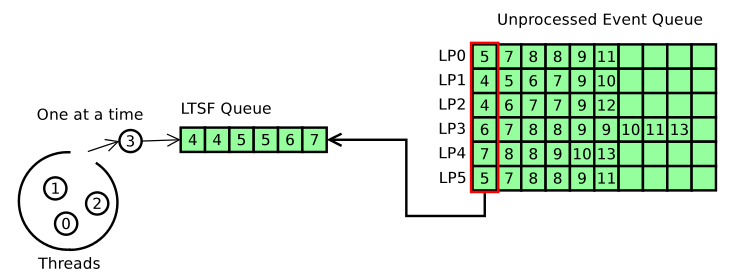 Unprocessed Event Queue
LP0 5 7 8 8 9 11
LP1 4 5 6 7 9 10
LP2 4 6 7 7 9 12
LP3 6 7 8 8 9 9 10 11 13
LP4 7 8 8 9 10 13
LP5 5 7 8 8 9 11
LTSF Queue
One at a time
3
4 4 5 5 6 7
1
2
0
Threads